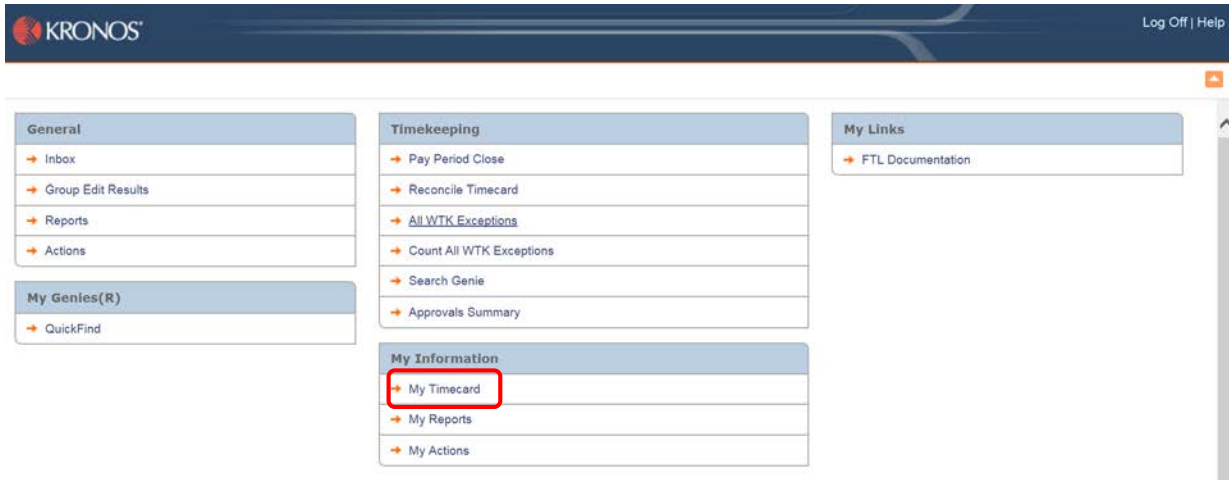 KRONOS®
Log Off | Help
General
Inbox
Group Edit Results
Reports
Actions
My Genies(R)
QuickFind
Timekeeping
Pay Period Close
Reconcile Timecard
All WTK Exceptions
Count All WTK Exceptions
Search Genie
Approvals Summary
My Information
My Timecard
My Reports
My Actions
My Links
FTL Documentation